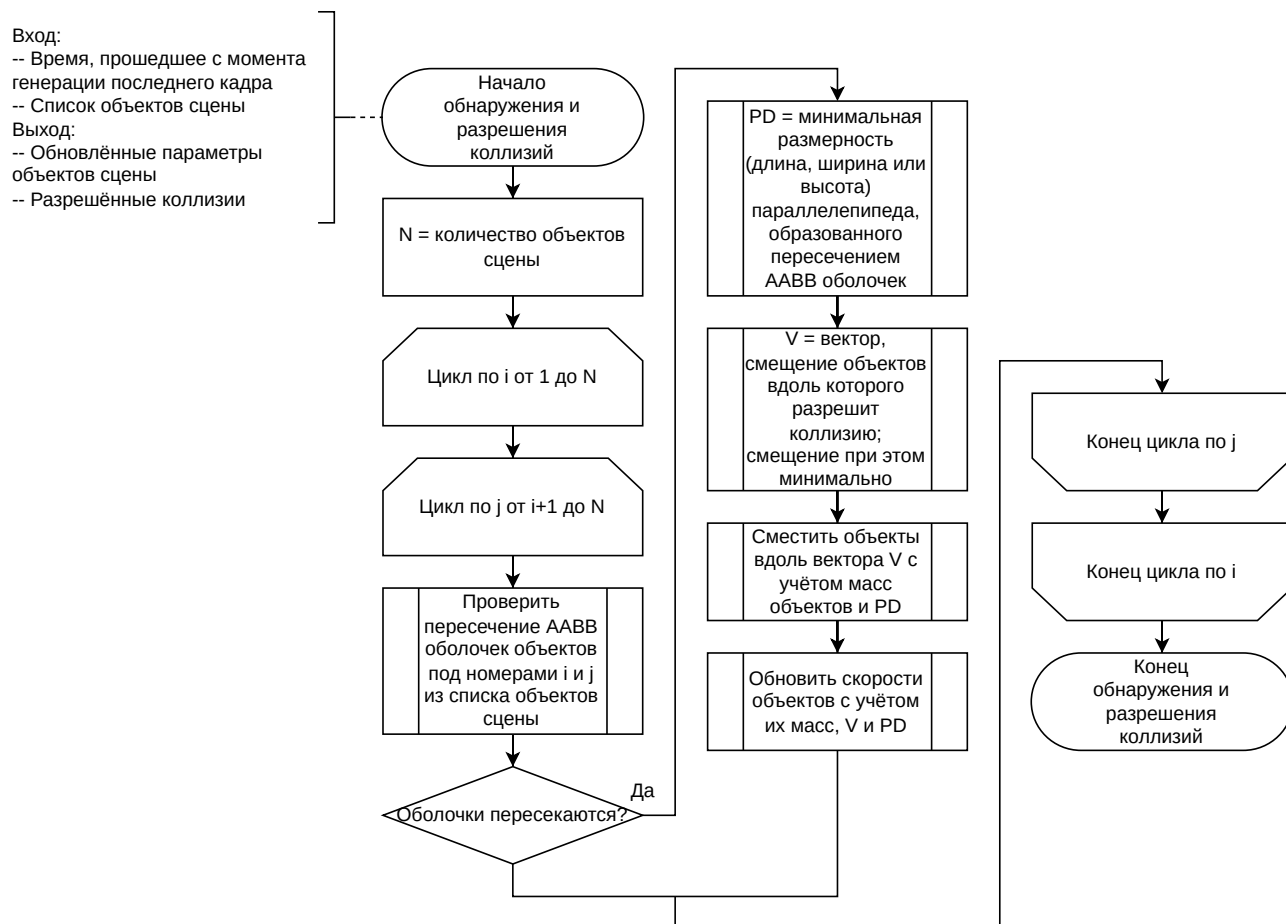 Вход:
-- Время, прошедшее с момента
генерации последнего кадра
-- Список объектов сцены
Выход:
-- Обновлённые параметры
объектов сцены
-- Разрешённые коллизии
Начало
обнаружения и
разрешения
коллизий
N = количество объектов
сцены
Цикл по i от 1 до N
Цикл по j от i+1 до N
Проверить
пересечение AABB
оболочек объектов
под номерами i и j
из списка объектов
сцены
Оболочки пересекаются?
Да
PD = минимальная
размерность
(длина, ширина или
высота)
параллелепипеда,
образованного
пересечением
AABB оболочек
V = вектор,
смещение объектов
вдоль которого
разрешит
коллизию;
смещение при этом
минимально
Сместить объекты
вдоль вектора V с
учётом масс
объектов и PD
Обновить скорости
объектов с учётом
их масс, V и PD
Конец цикла по j
Конец цикла по i
Конец
обнаружения и
разрешения
коллизий